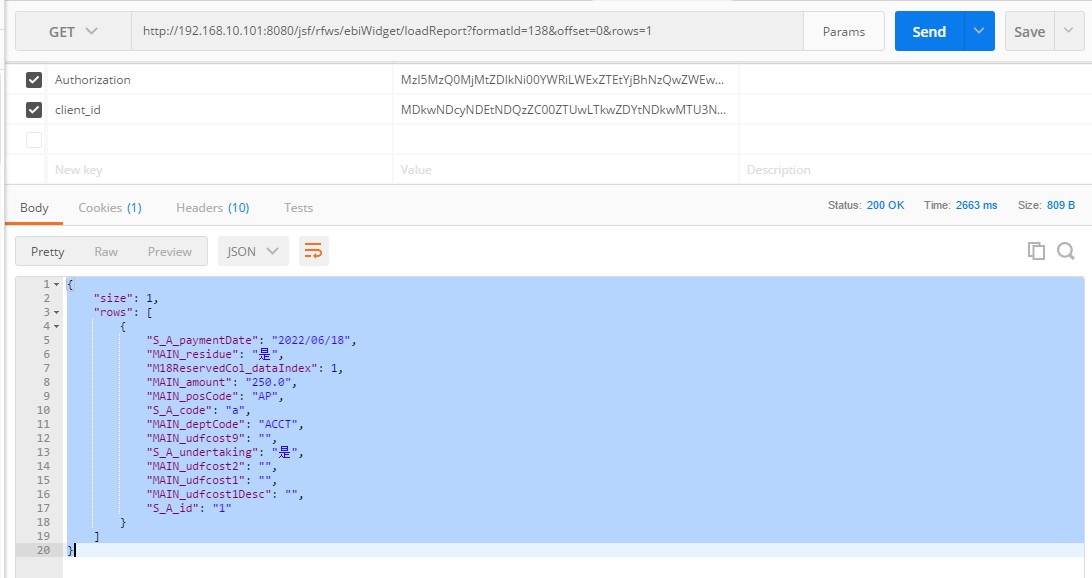 GET http://192.168.10.101:8080/jsf/rfws/ebiWidget/loadReport?formatId=138&offset=0&rows=1 Params Send Save
Authorization MzI5MzQ0MjMtZDlkNi00YWRiLWExZTEtYjBhNzQwZWEw...
client_id MDkwNDcyNDEtNDQzZC00ZTUwLTkwZDYtNDkwMTU3N...
New key Value Description
Body Cookies (1) Headers (10) Tests Status: 200 OK Time: 2663 ms Size: 809 B
Pretty Raw Preview JSON
1 {
2 "size": 1,
3 "rows": [
4 {
5 "S_A_paymentDate": "2022/06/18",
6 "MAIN_residue": "是",
7 "M18ReservedCol_dataIndex": 1,
8 "MAIN_amount": "250.0",
9 "MAIN_posCode": "AP",
10 "S_A_code": "a",
11 "MAIN_deptCode": "ACCT",
12 "MAIN_udfcost9": "",
13 "S_A_undertaking": "是",
14 "MAIN_udfcost2": "",
15 "MAIN_udfcost1": "",
16 "MAIN_udfcost1Desc": "",
17 "S_A_id": "1"
18 }
19 ]
20 }